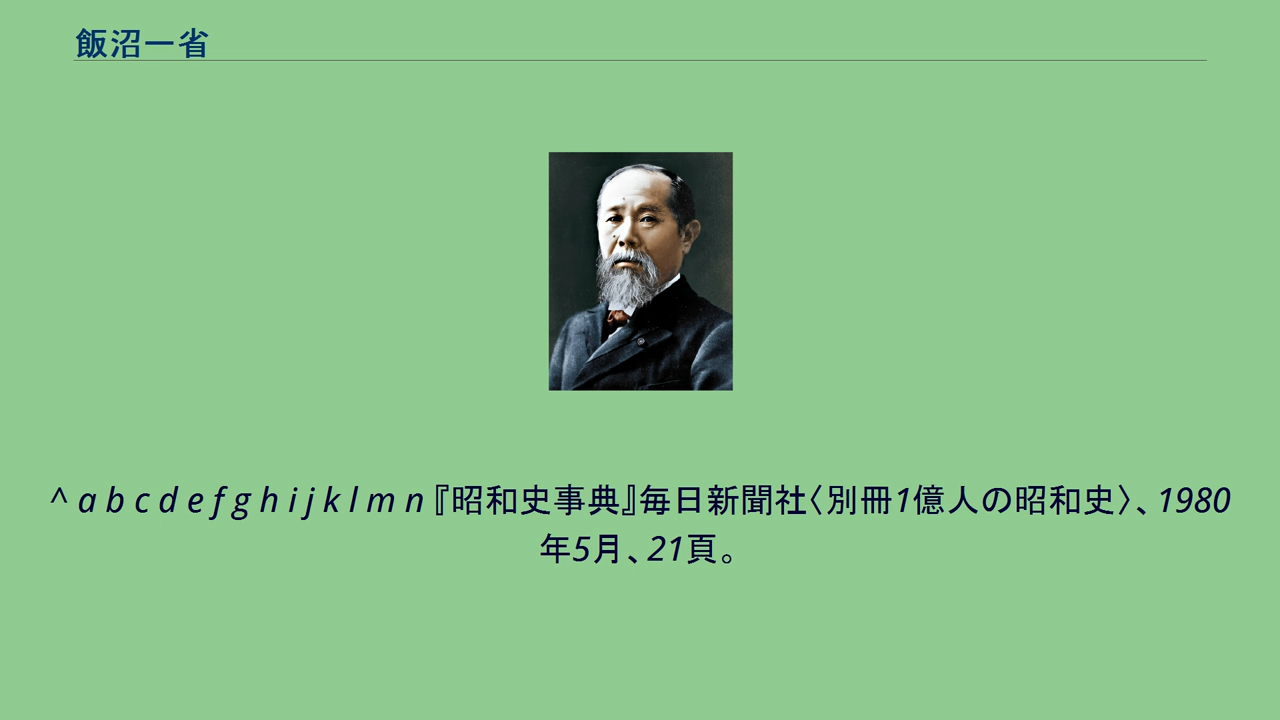 飯沼一省
^ a b c d e f g h i j k l m n 『昭和史事典』毎日新聞社〈別冊1億人の昭和史〉、1980
年5月、21頁。